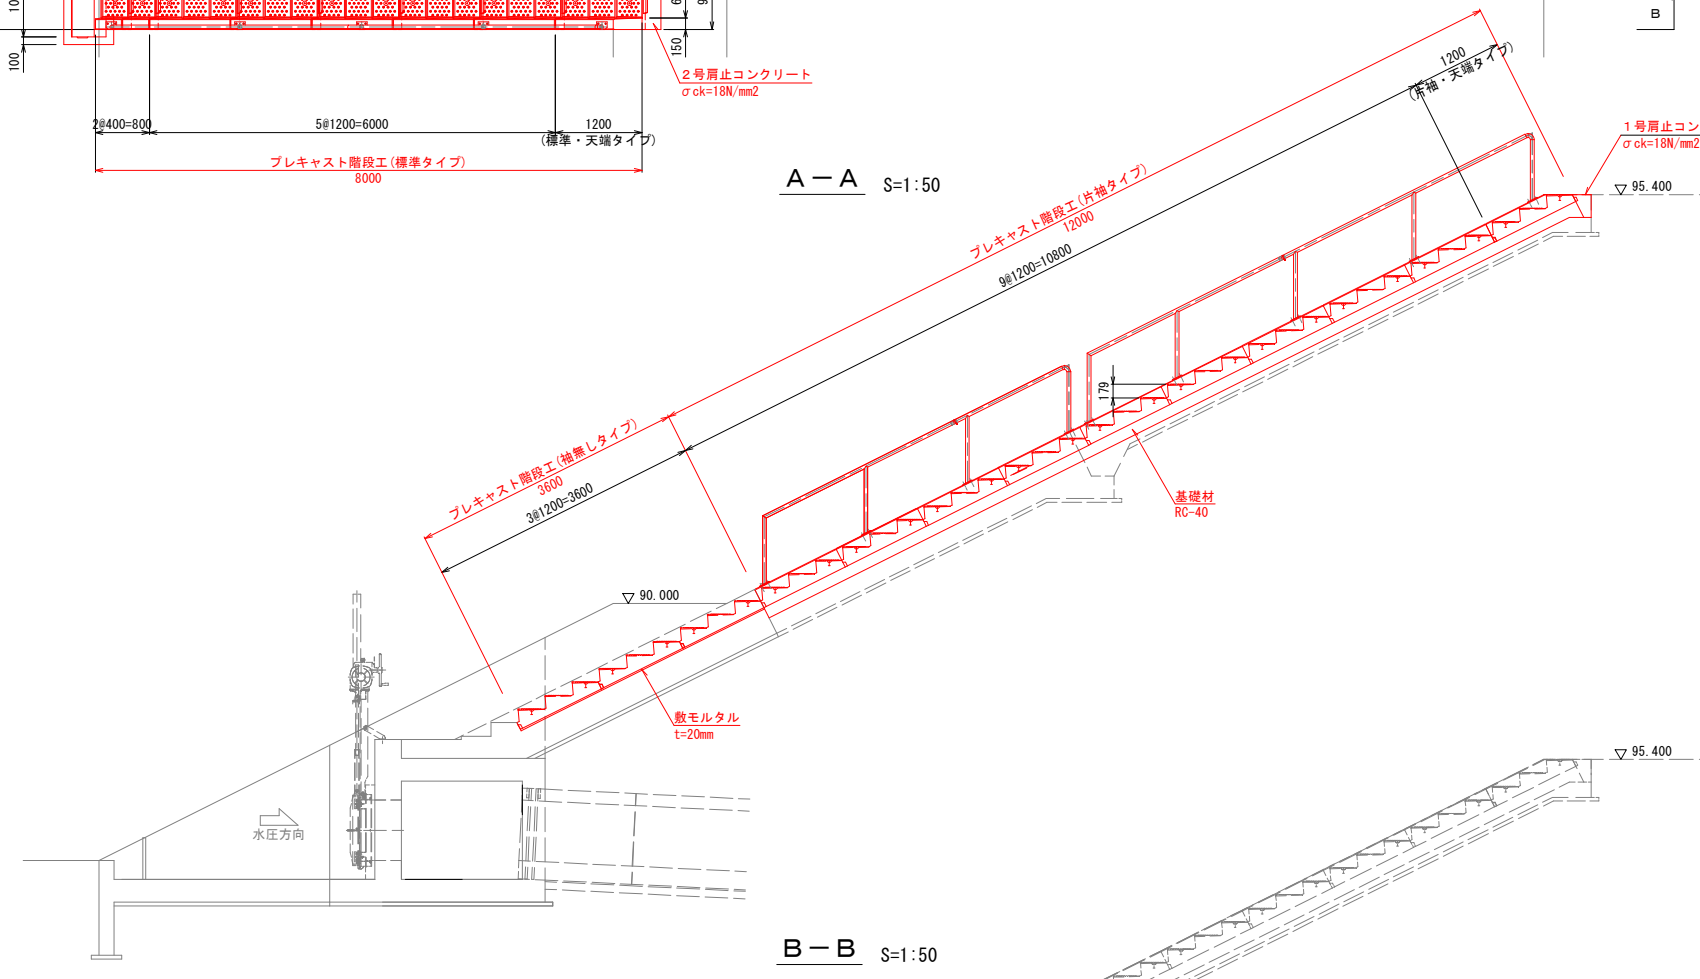 100
150
2号肩止コンクリート
σck=18N/mm2
2@400=800
5@1200=6000
1200
(標準・天端タイプ)
プレキャスト階段工(標準タイプ)
8000
B
A－A S=1:50
1200
(片袖・天端タイプ)
1号肩止コン
σck=18N/mm2
▽ 95.400
プレキャスト階段工(片袖タイプ)
12000
9@1200=10800
179
プレキャスト階段工(袖無しタイプ)
3600
3@1200=3600
基礎材
RC-40
▽ 90.000
敷モルタル
t=20mm
水圧方向
▽ 95.400
B－B S=1:50